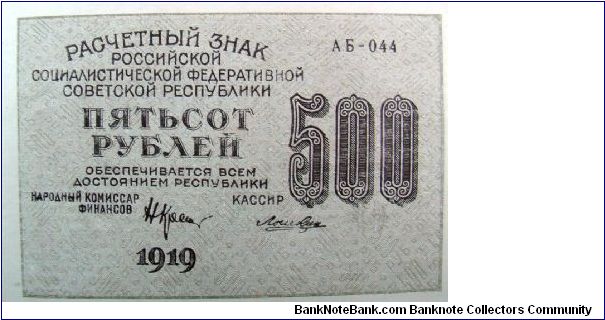 РАСЧЕТНЫЙ ЗНАК
РОССИЙСКОЙ
СОЦИАЛИСТИЧЕСКОЙ ФЕДЕРАТИВНОЙ
СОВЕТСКОЙ РЕСПУБЛИКИ
АБ-044
ПЯТЬСОТ
РУБЛЕЙ
500
ОБЕСПЕЧИВАЕТСЯ ВСЕМ
ДОСТОЯНИЕМ РЕСПУБЛИКИ
НАРОДНЫЙ КОМИССАР
ФИНАНСОВ
КАССИР
1919
BankNoteBank.com Banknote Collectors Community